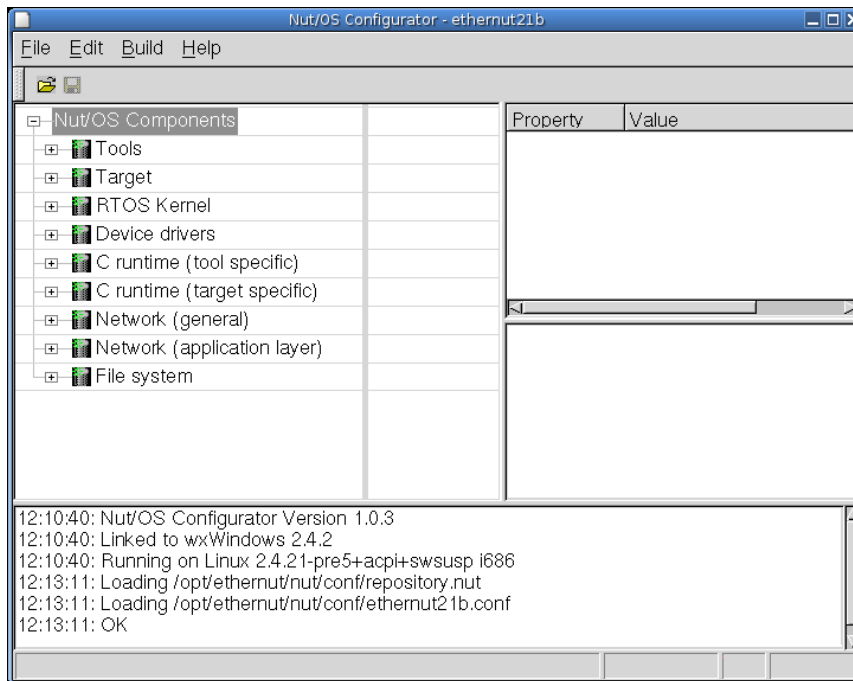 Nut/OS Configurator - ethernut21b
File Edit Build Help
Nut/OS Components
Tools
Target
RTOS Kernel
Device drivers
C runtime (tool specific)
C runtime (target specific)
Network (general)
Network (application layer)
File system
Property Value
12:10:40: Nut/OS Configurator Version 1.0.3
12:10:40: Linked to wxWindows 2.4.2
12:10:40: Running on Linux 2.4.21-pre5+acpi+swsusp i686
12:13:11: Loading /opt/ethernut/nut/conf/repository.nut
12:13:11: Loading /opt/ethernut/nut/conf/ethernut21b.conf
12:13:11: OK